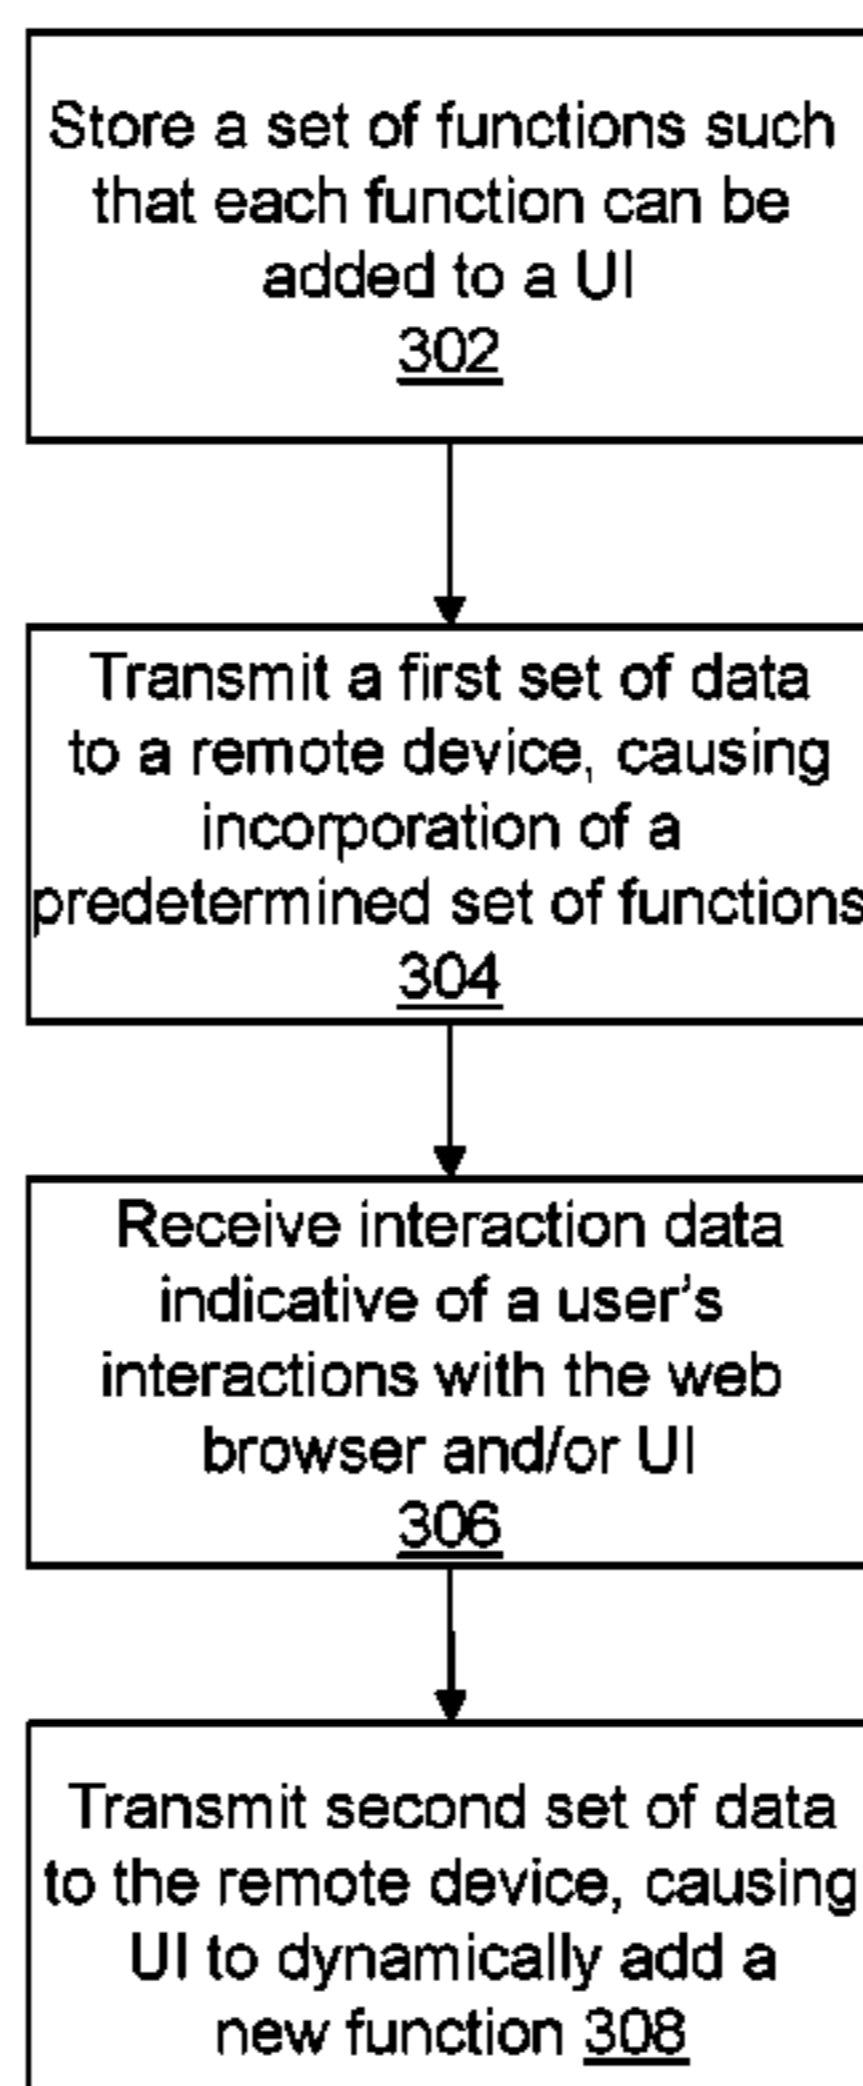 Store a set of functions such
that each function can be
added to a UI
302
Transmit a first set of data
to a remote device, causing
incorporation of a
predetermined set of functions
304
Receive interaction data
indicative of a user's
interactions with the web
browser and/or UI
306
Transmit second set of data
to the remote device, causing
UI to dynamically add a
new function 308